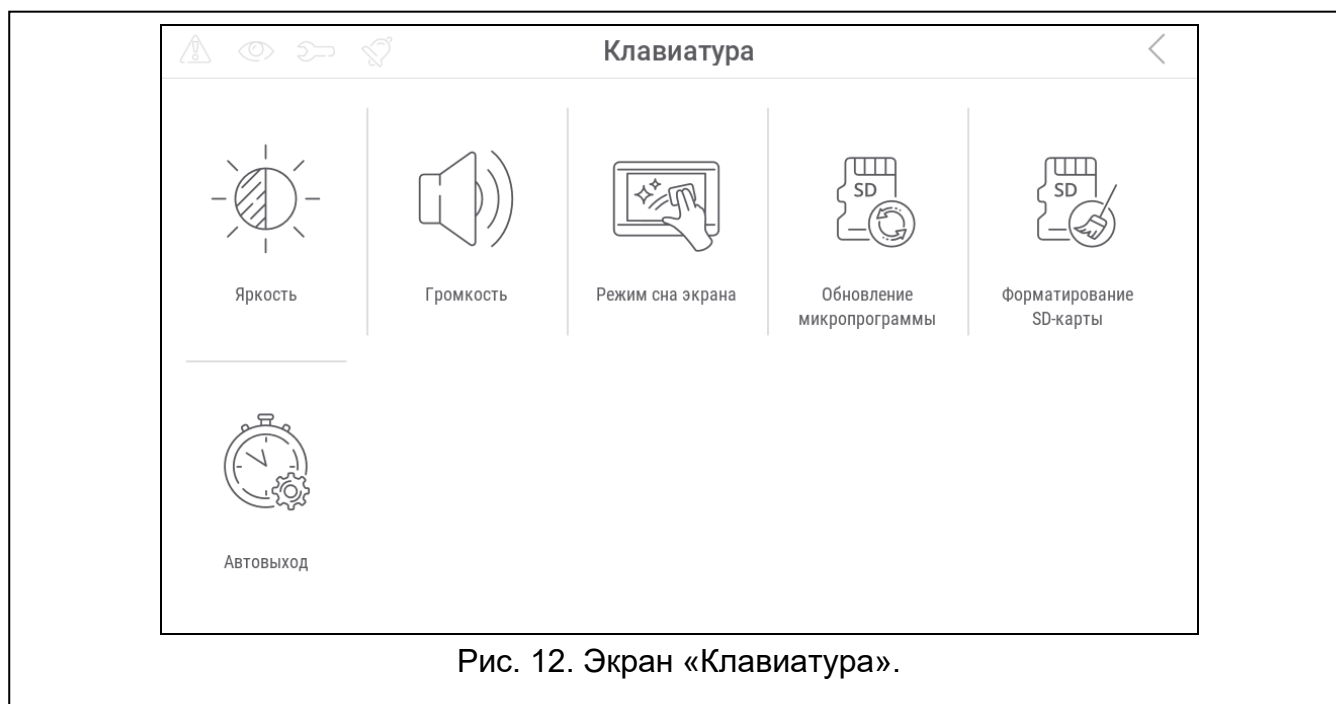 Клавиатура
SD
SD
Яркость
Громкость
Режим сна экрана
Обновление
микропрограммы
Форматирование
SD-карты
Автовыход
Рис. 12. Экран «Клавиатура».